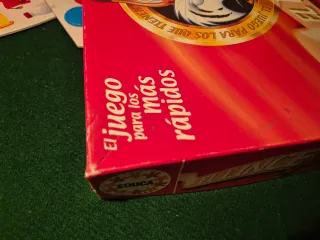 JUEGO PARA LOS QUE TIENEN
El juego
para los
más
rápidos
EDUCA